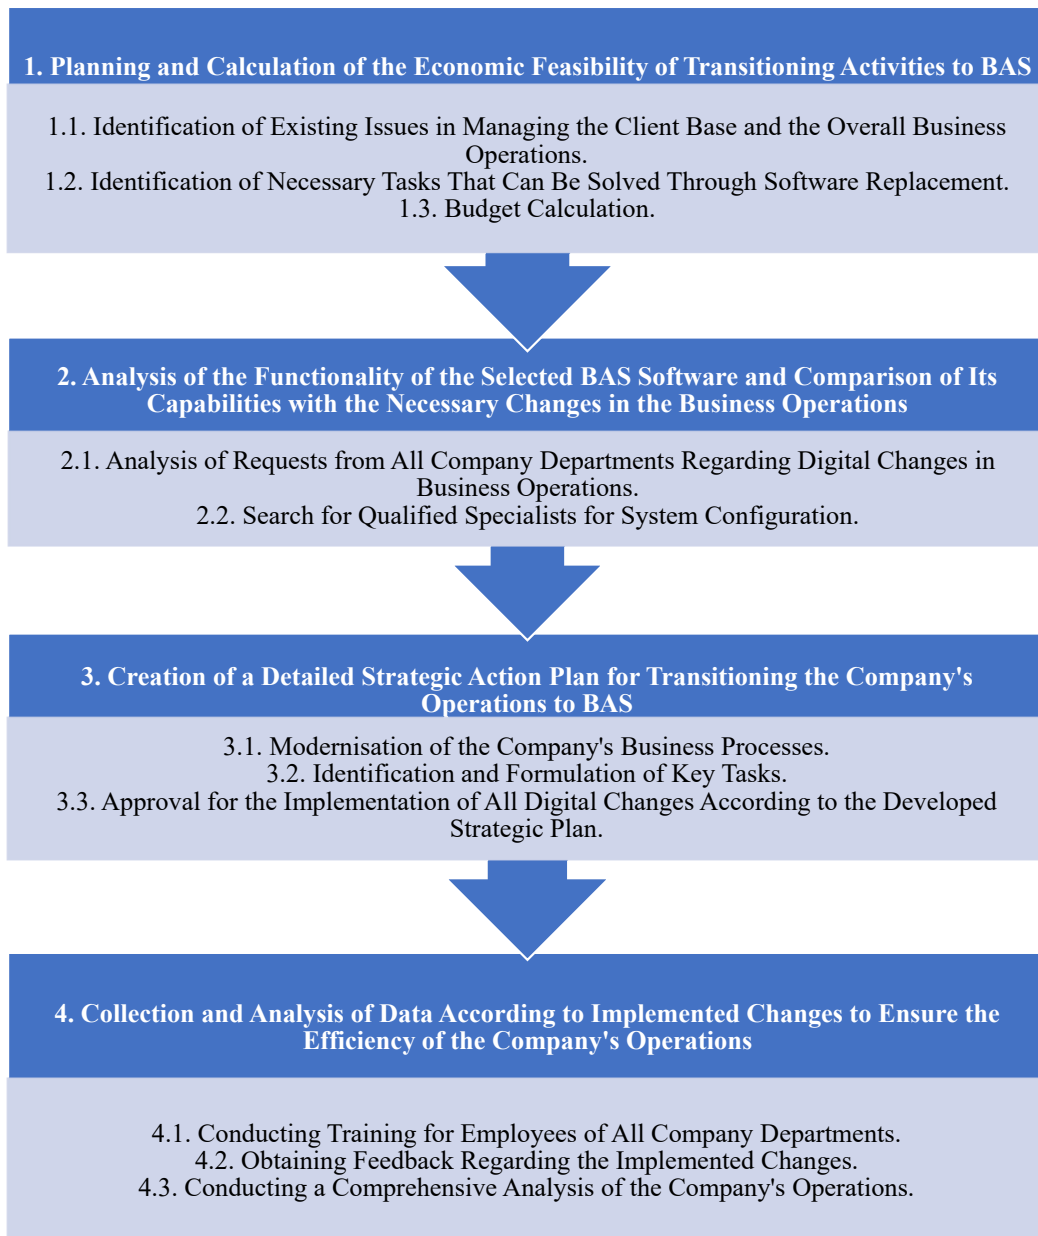 1. Planning and Calculation of the Economic Feasibility of Transitioning Activities to BAS
1.1. Identification of Existing Issues in Managing the Client Base and the Overall Business
Operations.
1.2. Identification of Necessary Tasks That Can Be Solved Through Software Replacement.
1.3. Budget Calculation.
2. Analysis of the Functionality of the Selected BAS Software and Comparison of Its
Capabilities with the Necessary Changes in the Business Operations
2.1. Analysis of Requests from All Company Departments Regarding Digital Changes in
Business Operations.
2.2. Search for Qualified Specialists for System Configuration.
3. Creation of a Detailed Strategic Action Plan for Transitioning the Company's
Operations to BAS
3.1. Modernisation of the Company's Business Processes.
3.2. Identification and Formulation of Key Tasks.
3.3. Approval for the Implementation of All Digital Changes According to the Developed
Strategic Plan.
4. Collection and Analysis of Data According to Implemented Changes to Ensure the
Efficiency of the Company's Operations
4.1. Conducting Training for Employees of All Company Departments.
4.2. Obtaining Feedback Regarding the Implemented Changes.
4.3. Conducting a Comprehensive Analysis of the Company's Operations.